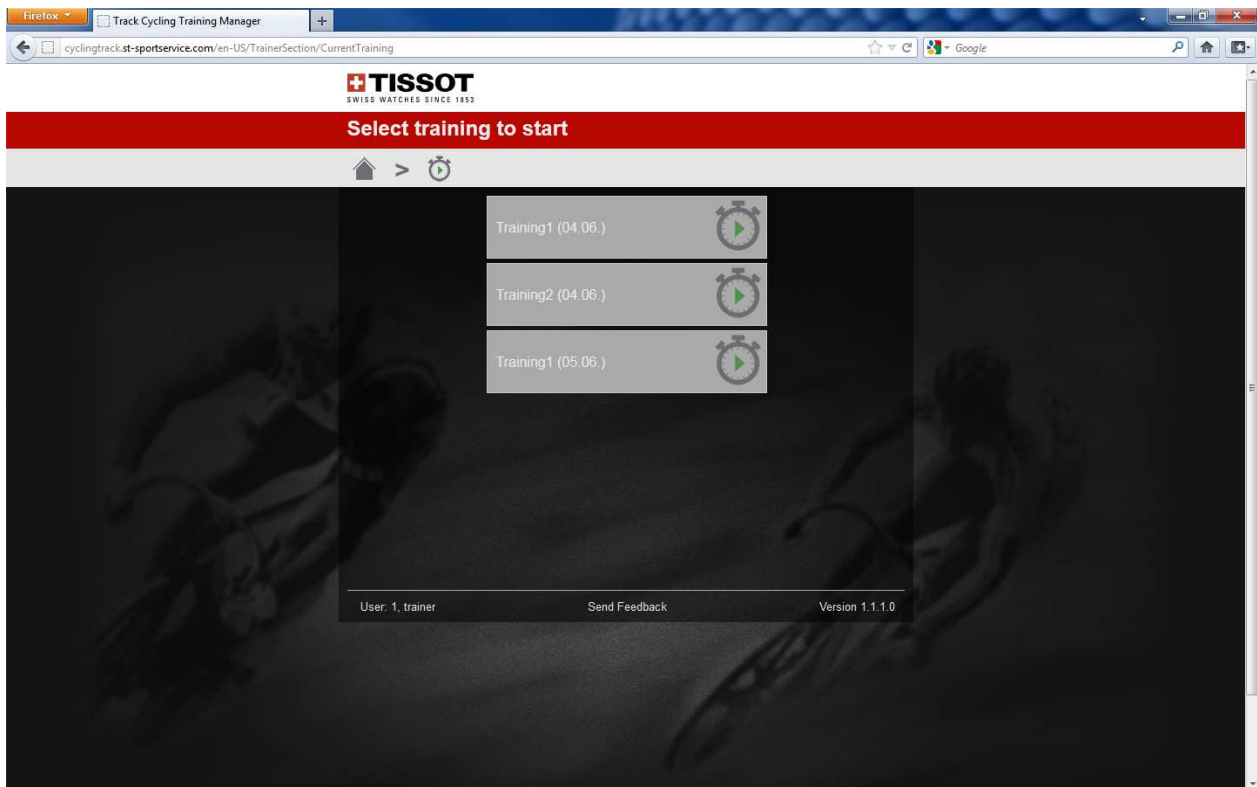 Firefox
Track Cycling Training Manager
cyclingtrack.st-sportservice.com/en-US/TrainerSection/CurrentTraining
Google
TISSOT
SWISS WATCHES SINCE 1853
Select training to start
>
Training1 (04.06.)
Training2 (04.06.)
Training1 (05.06.)
User: 1, trainer Send Feedback Version 1.1.1.0